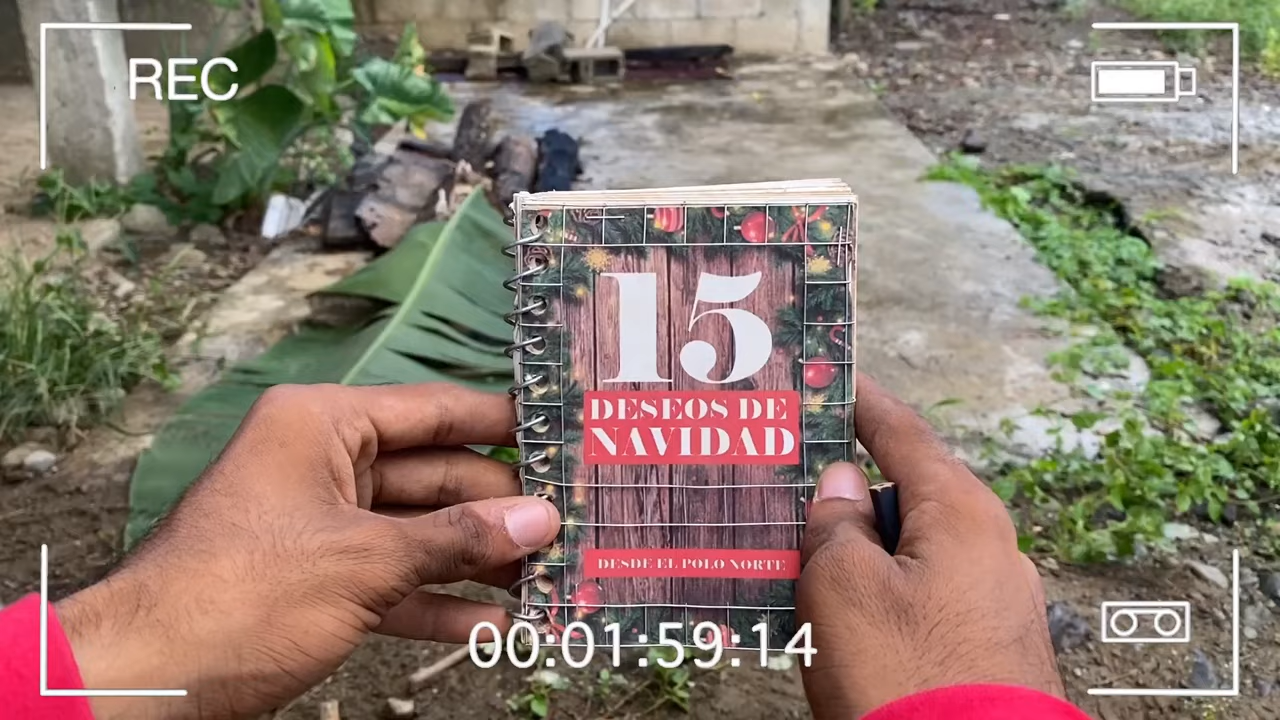 REC
15
DESEOS DE
NAVIDAD
DESDE EL POLO NORTE
00:01:59:14